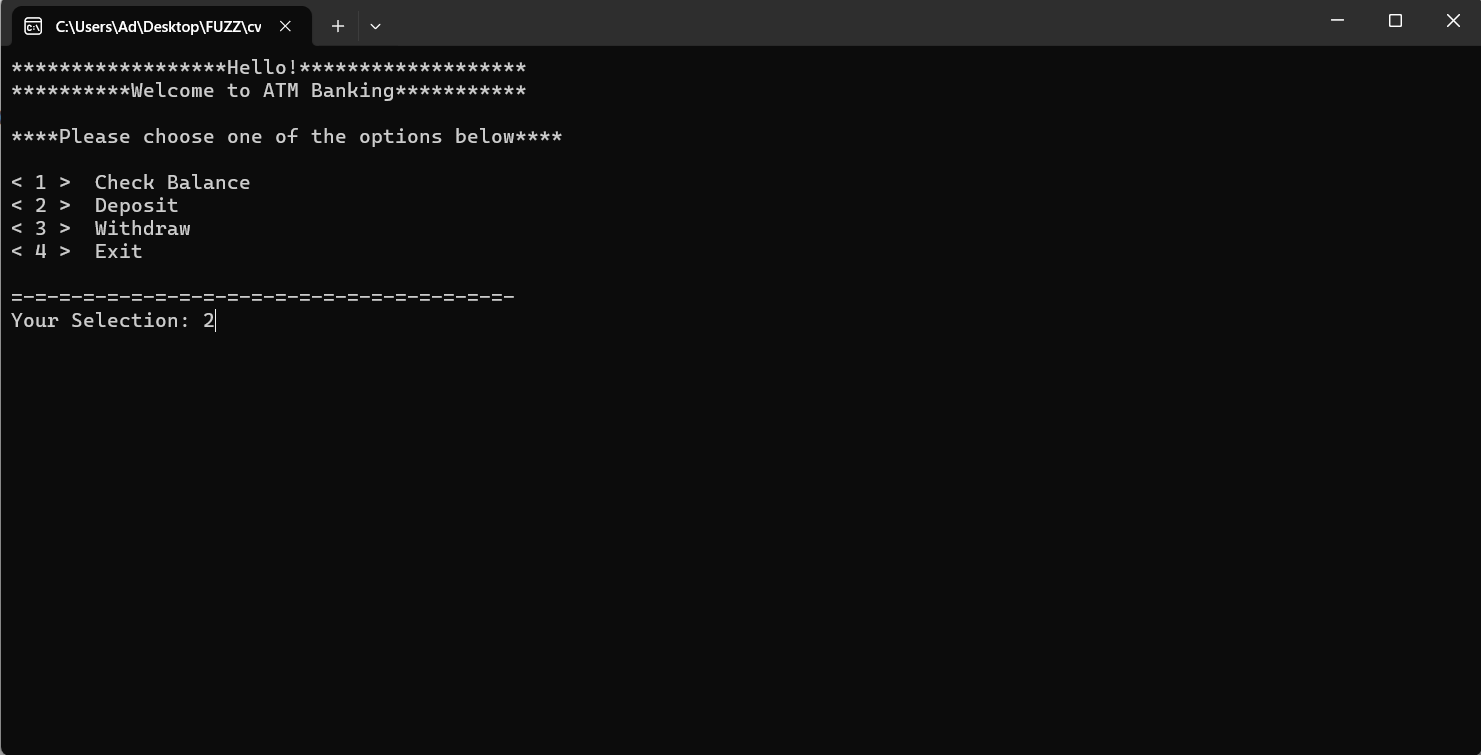 C:\Users\Ad\Desktop\FUZZ\cv
******************Hello!*******************
**********Welcome to ATM Banking***********
****Please choose one of the options below****
< 1 >  Check Balance
< 2 >  Deposit
< 3 >  Withdraw
< 4 >  Exit
=-=-=-=-=-=-=-=-=-=-=-=-=-=-=-=-=-=-=-=-=-
Your Selection: 2